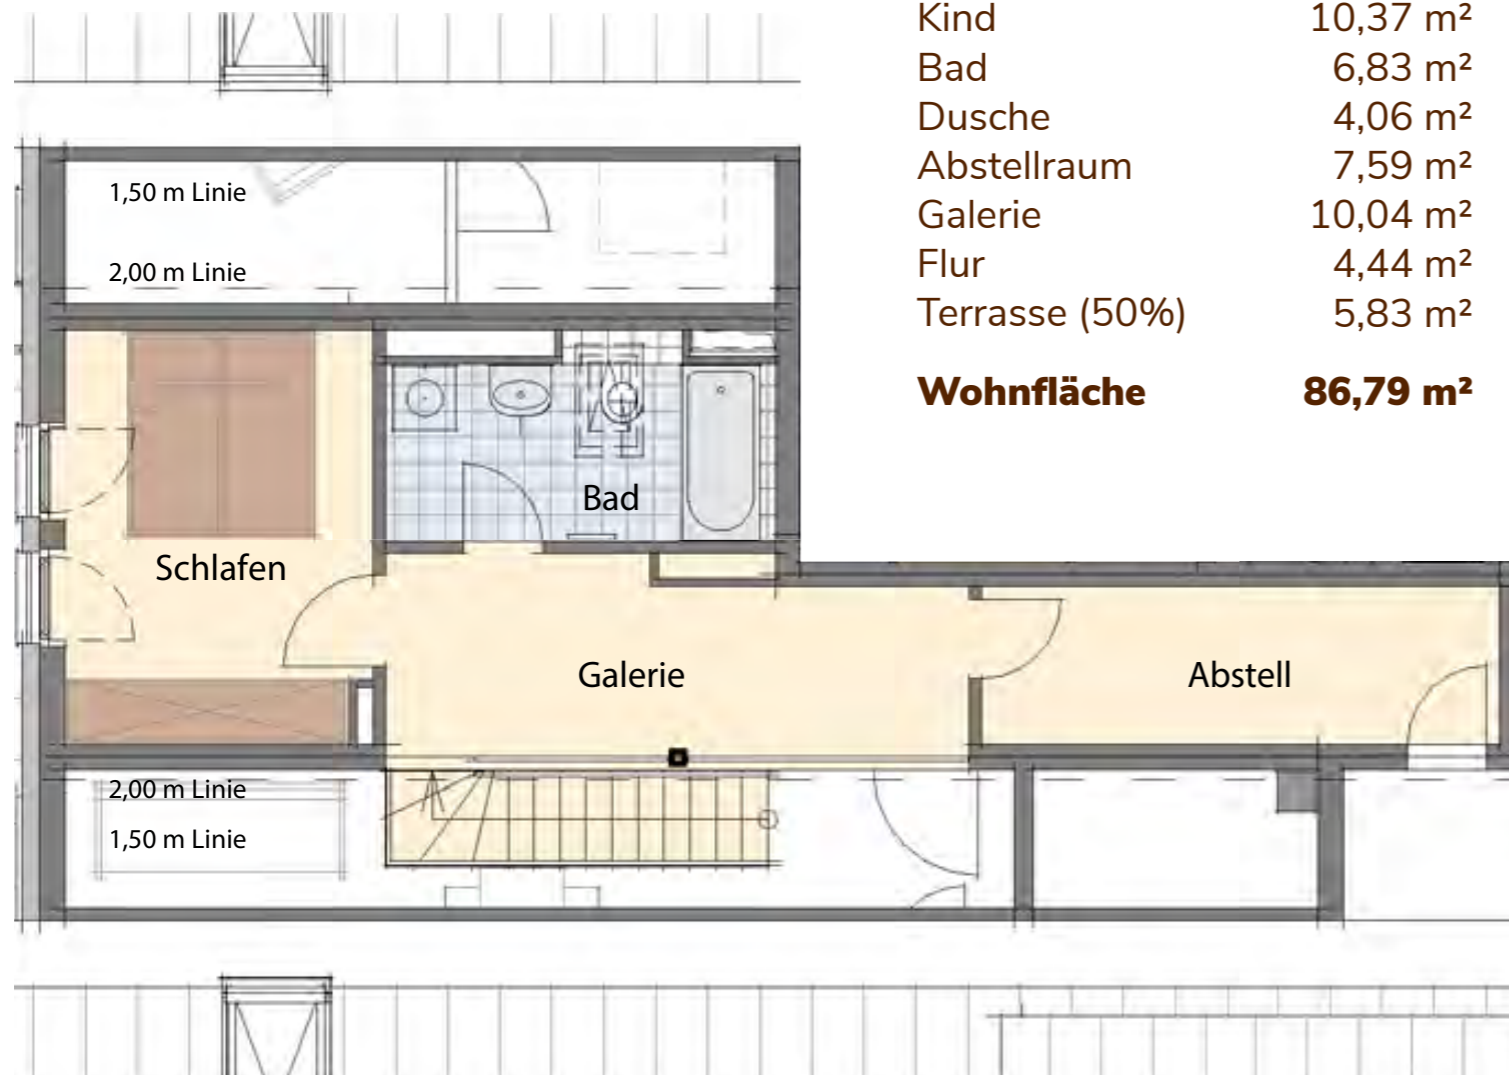 Kind 10,37 m²
Bad 6,83 m²
Dusche 4,06 m²
Abstellraum 7,59 m²
Galerie 10,04 m²
Flur 4,44 m²
Terrasse (50%) 5,83 m²
Wohnfläche 86,79 m²
1,50 m Linie
2,00 m Linie
Bad
Schlafen
Galerie
Abstell
2,00 m Linie
1,50 m Linie